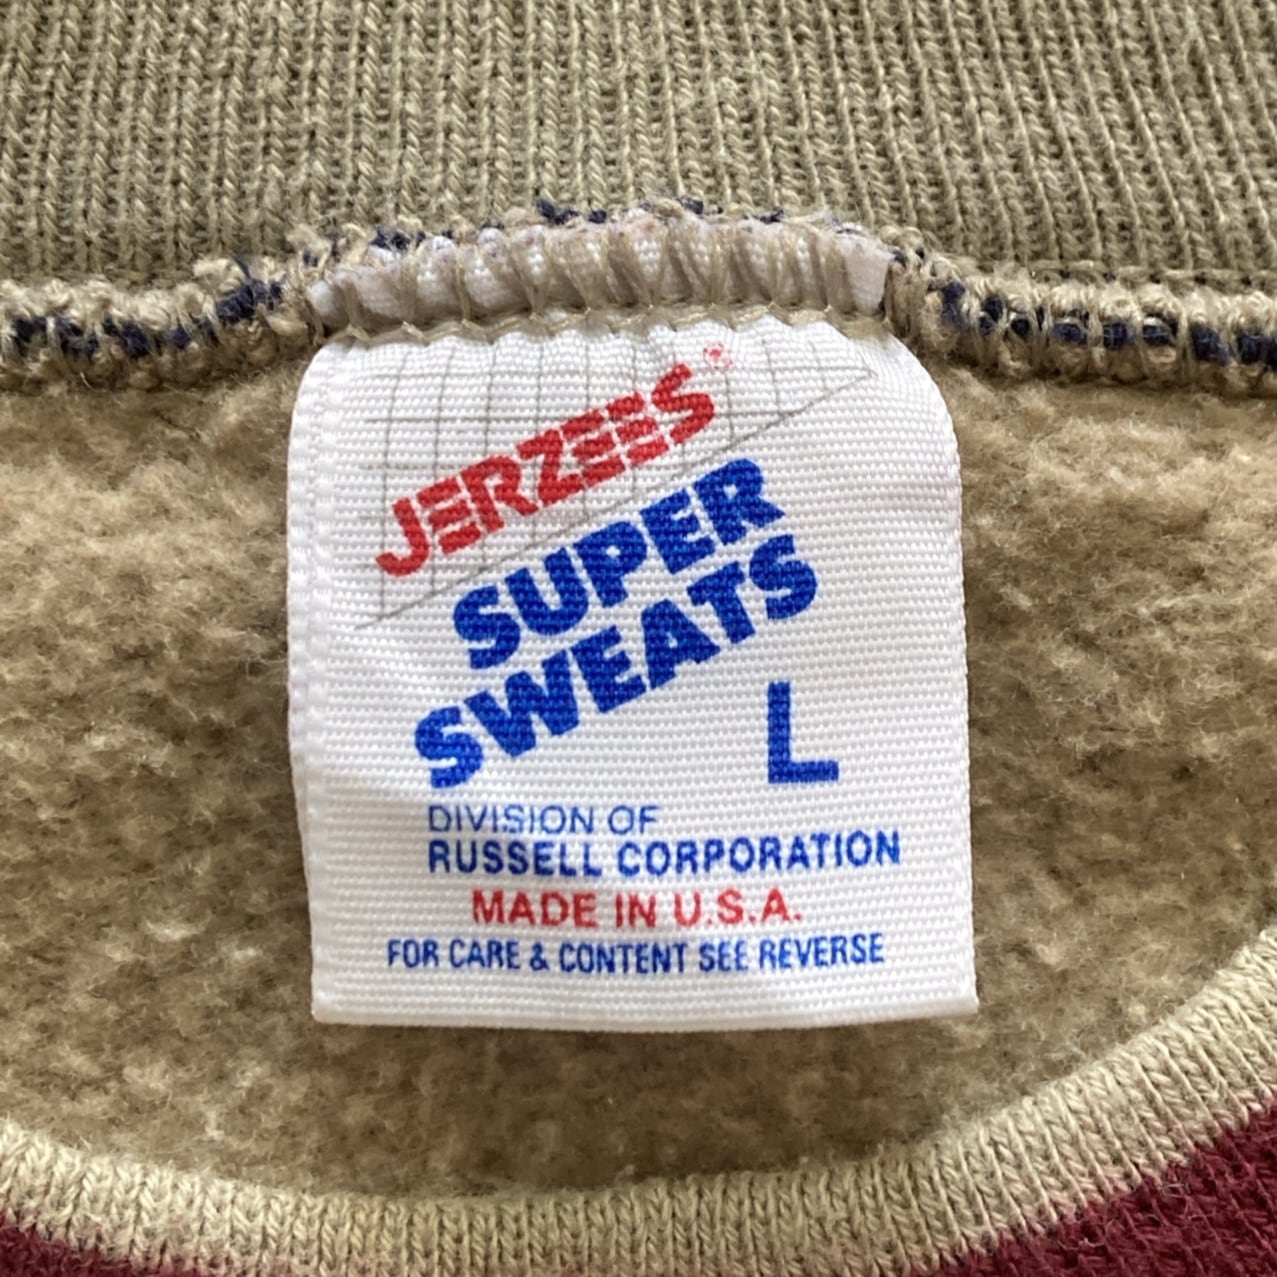 JERZEES®
SUPER
SWEATS
L
DIVISION OF
RUSSELL CORPORATION
MADE IN U.S.A.
FOR CARE & CONTENT SEE REVERSE